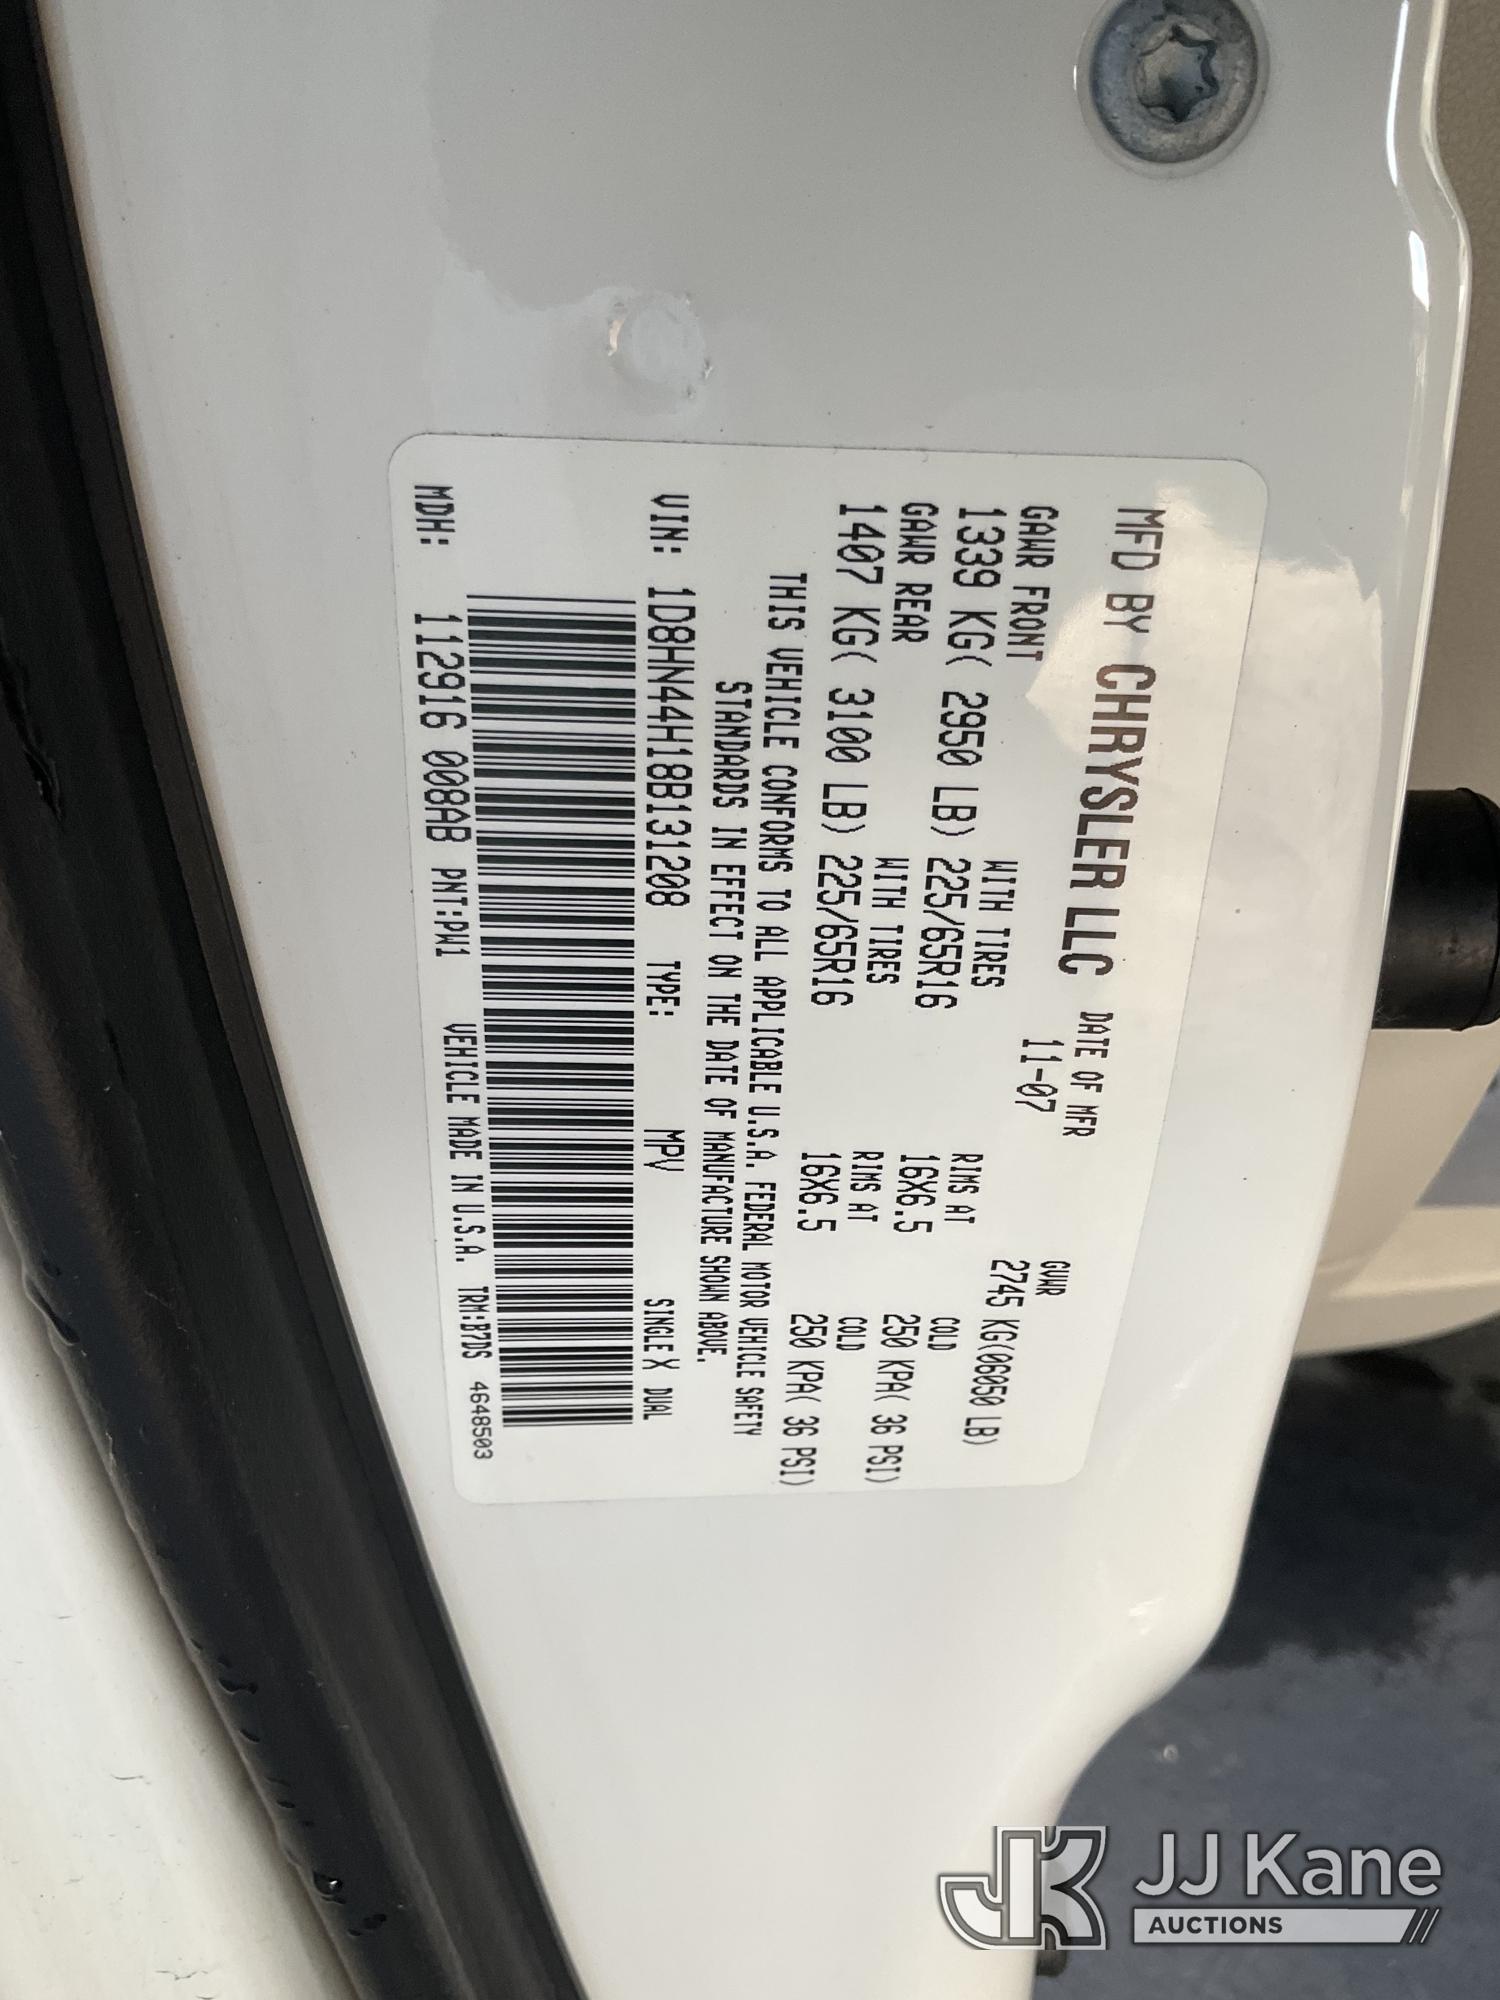 MFD BY CHRYSLER LLC DATE OF MFR GVWR
GAWR FRONT WITH TIRES 11-07 RIMS AT 2745 KG(06050 LB) COLD
1339 KG( 2950 LB) 225/65R16 16X6.5 250 KPA( 36 PSI)
GAWR REAR WITH TIRES RIMS AT COLD
1407 KG( 3100 LB) 225/65R16 16X6.5 250 KPA( 36 PSI)
THIS VEHICLE CONFORMS TO ALL APPLICABLE U.S.A. FEDERAL MOTOR VEHICLE SAFETY
STANDARDS IN EFFECT ON THE DATE OF MANUFACTURE SHOWN ABOVE.
VIN: 1D8HN44H18B131208 TYPE: MPV SINGLE X DUAL
MDH: 112916 008AB PNT:PW1 VEHICLE MADE IN U.S.A. TRM:B7DS 4648503
JJ Kane
AUCTIONS